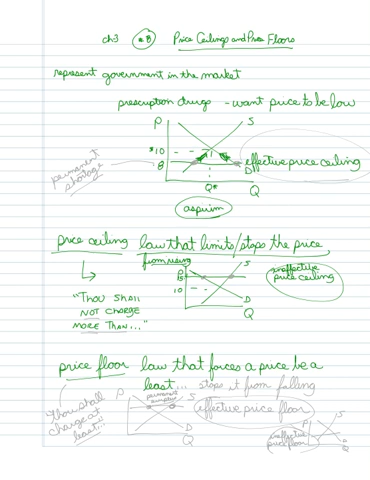 ch.3 #8 Price Ceilings and Price Floors
represent government in the market
prescription drugs - want price to be low
P S
$10
8 effective price ceiling
permanent shortage
D
Q* Q
aspirin
price ceiling law that limits/stops the price
from rising
P S
15 ineffective price ceiling
10
"Thou shall
NOT CHARGE
MORE THAN..."
D
Q
price floor law that forces a price be a
least... stops it from falling
Thou shall
charge at
least...
P permanent surplus S
effective price floor
D
Q
P S
ineffective
price floor
D
Q